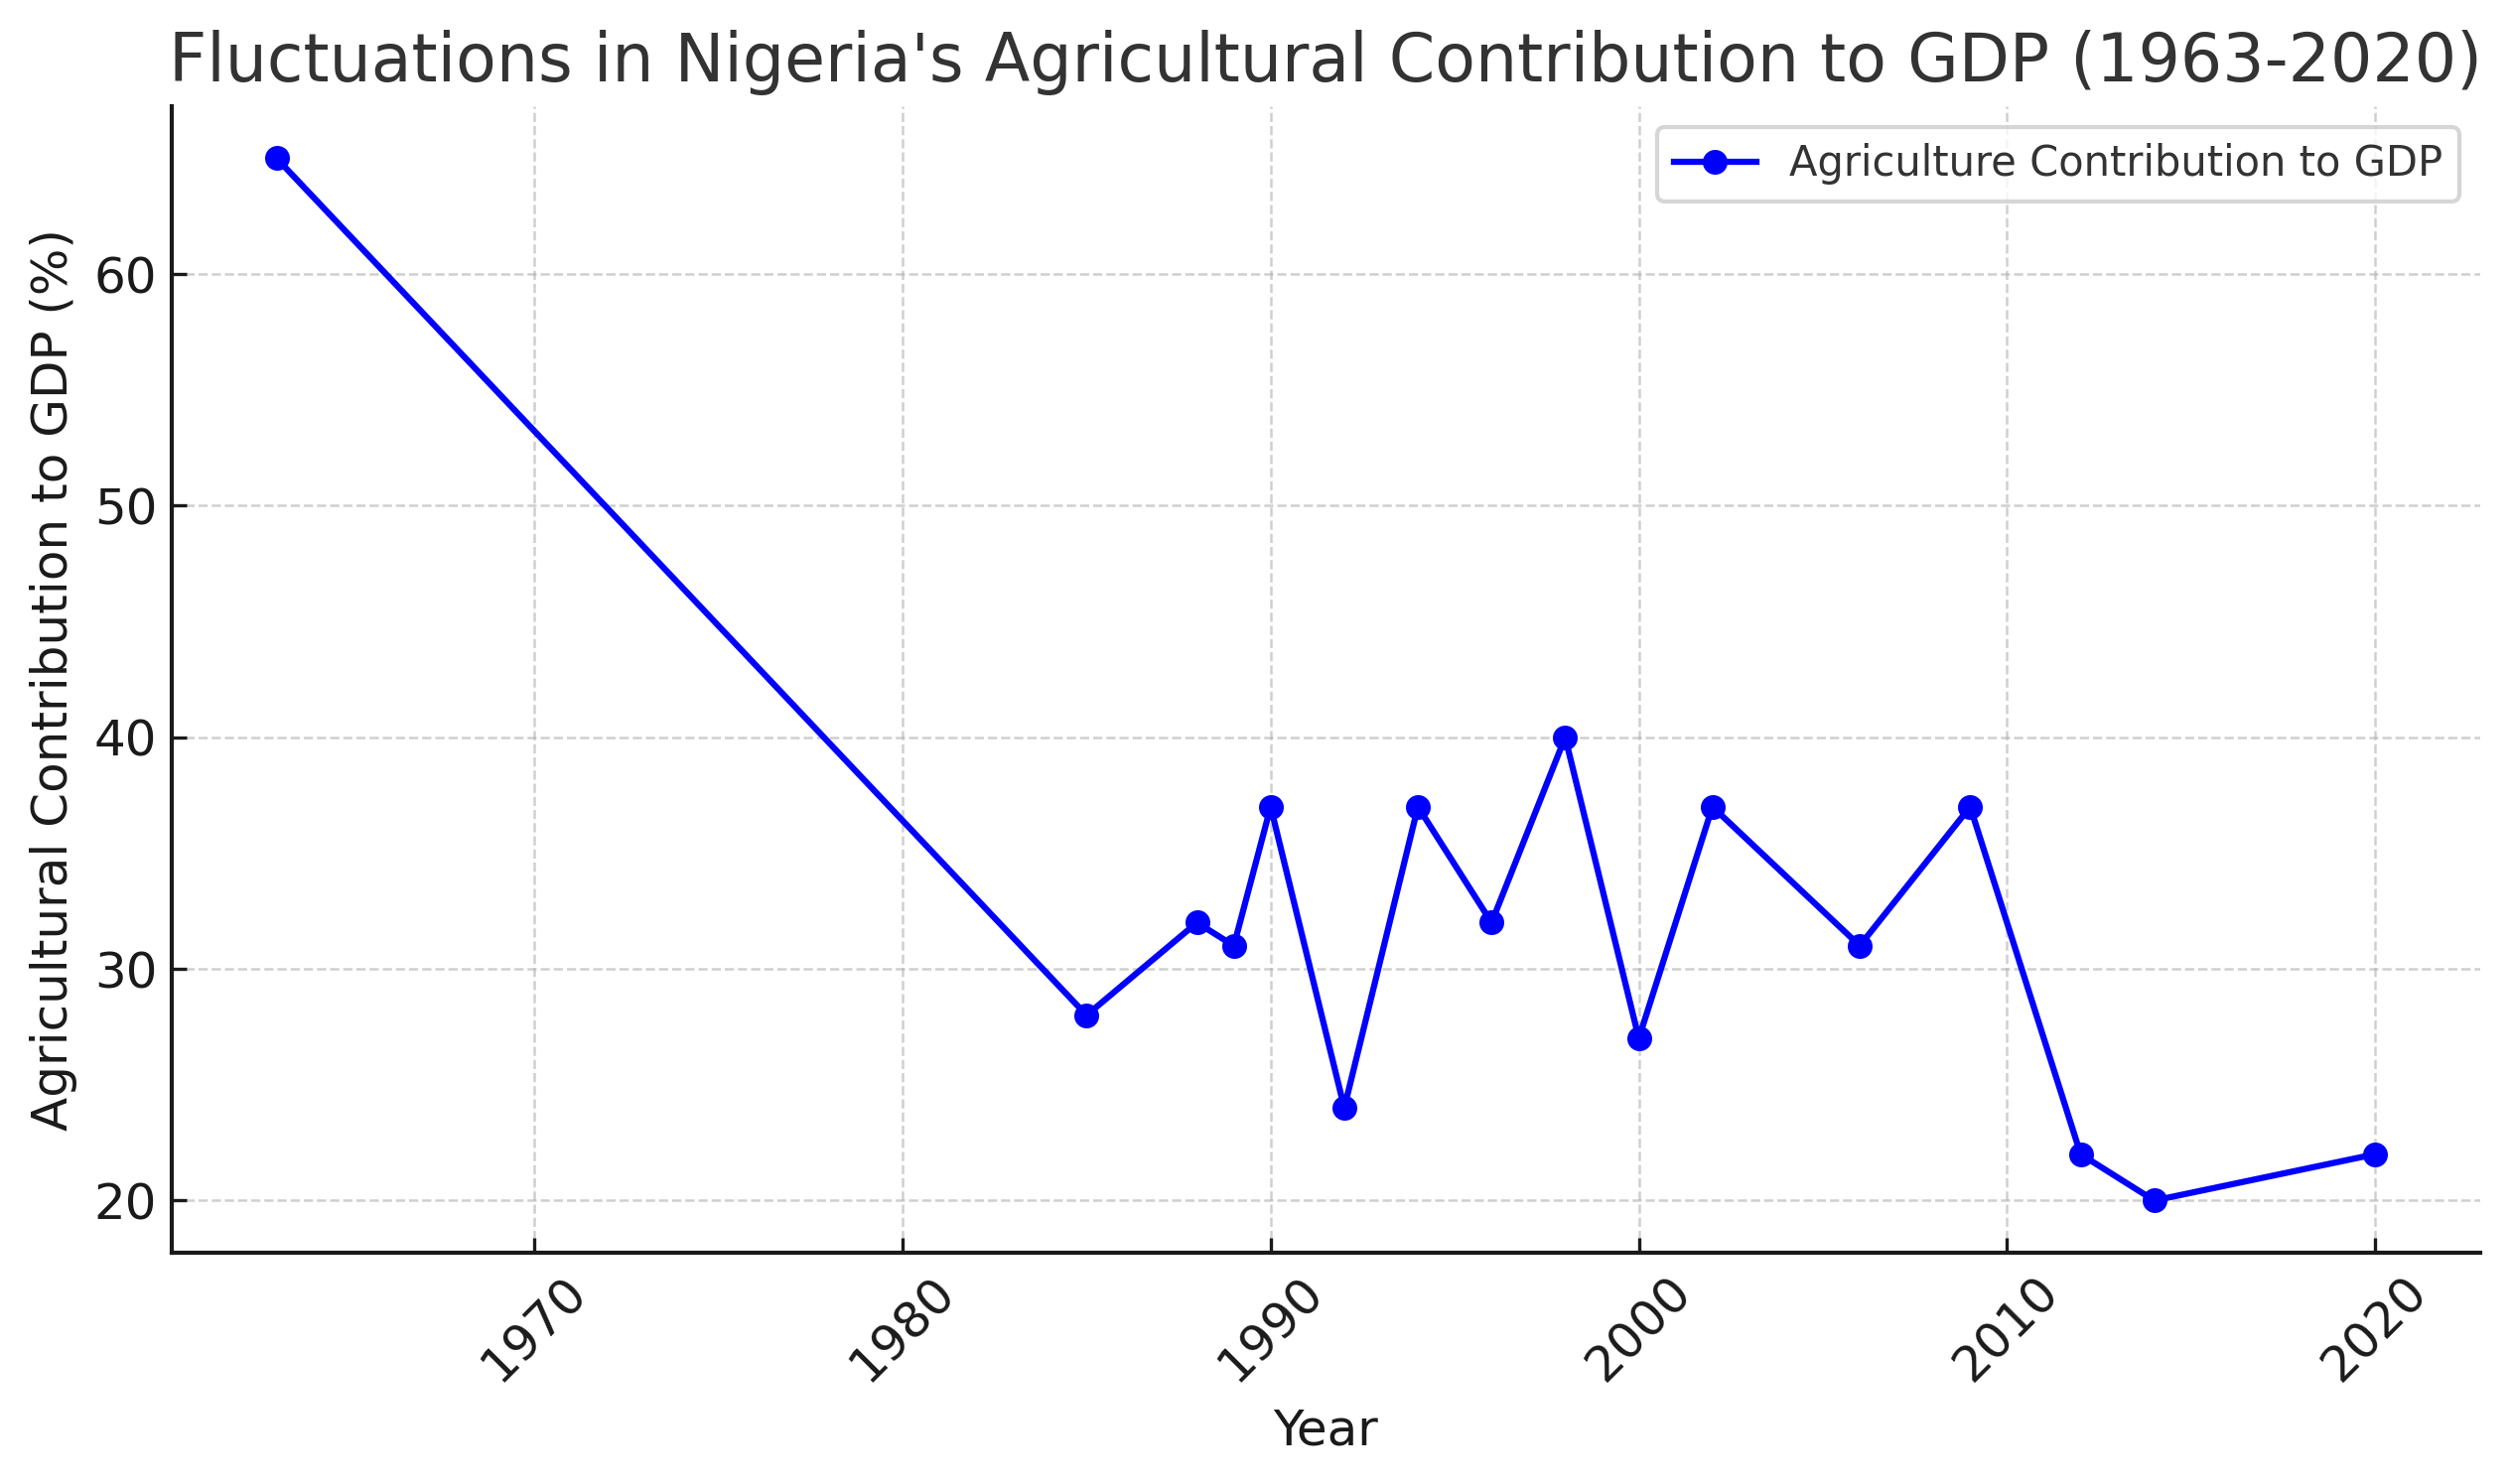 Fluctuations in Nigeria's Agricultural Contribution to GDP (1963-2020)
Agriculture Contribution to GDP
Agricultural Contribution to GDP (%)
60
50
40
30
20
1970
1980
1990
2000
2010
2020
Year